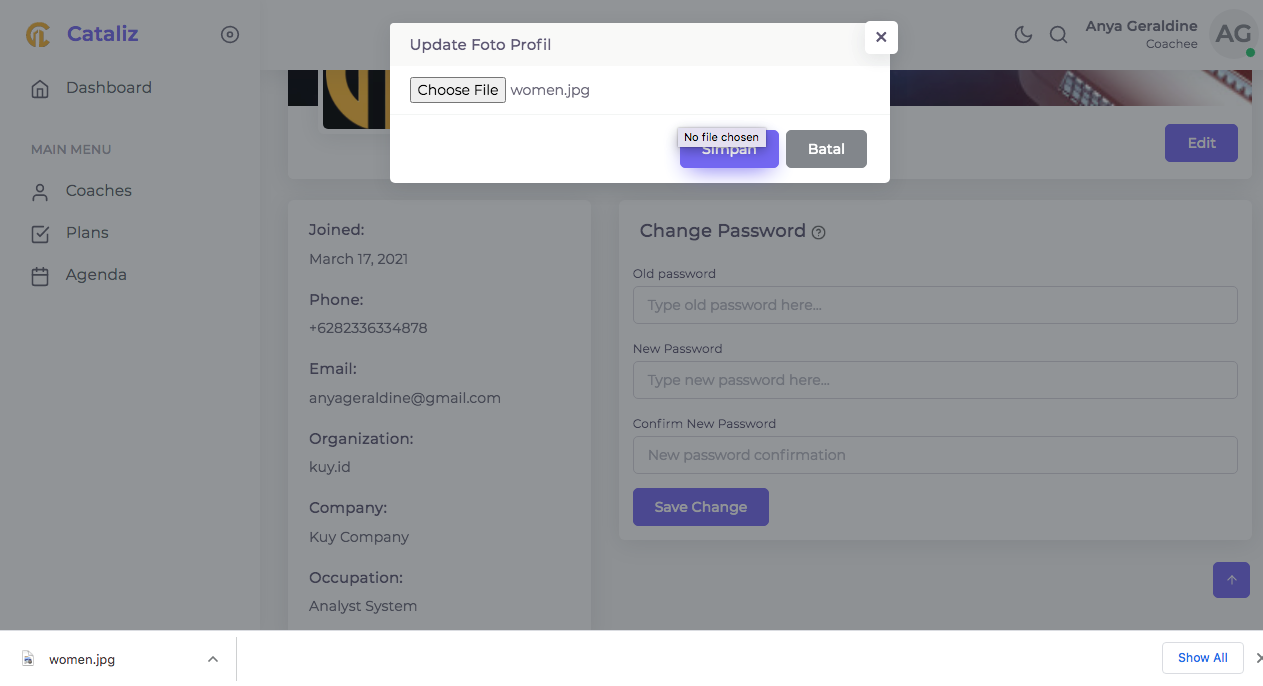 Cataliz
Dashboard
MAIN MENU
Coaches
Plans
Agenda
Anya Geraldine
Coachee
AG
Update Foto Profil
Choose File women.jpg
No file chosen
Simpan
Batal
Edit
Joined:
March 17, 2021
Phone:
+6282336334878
Email:
anyageraldine@gmail.com
Organization:
kuy.id
Company:
Kuy Company
Occupation:
Analyst System
Change Password
Old password
Type old password here...
New Password
Type new password here...
Confirm New Password
New password confirmation
Save Change
women.jpg
Show All